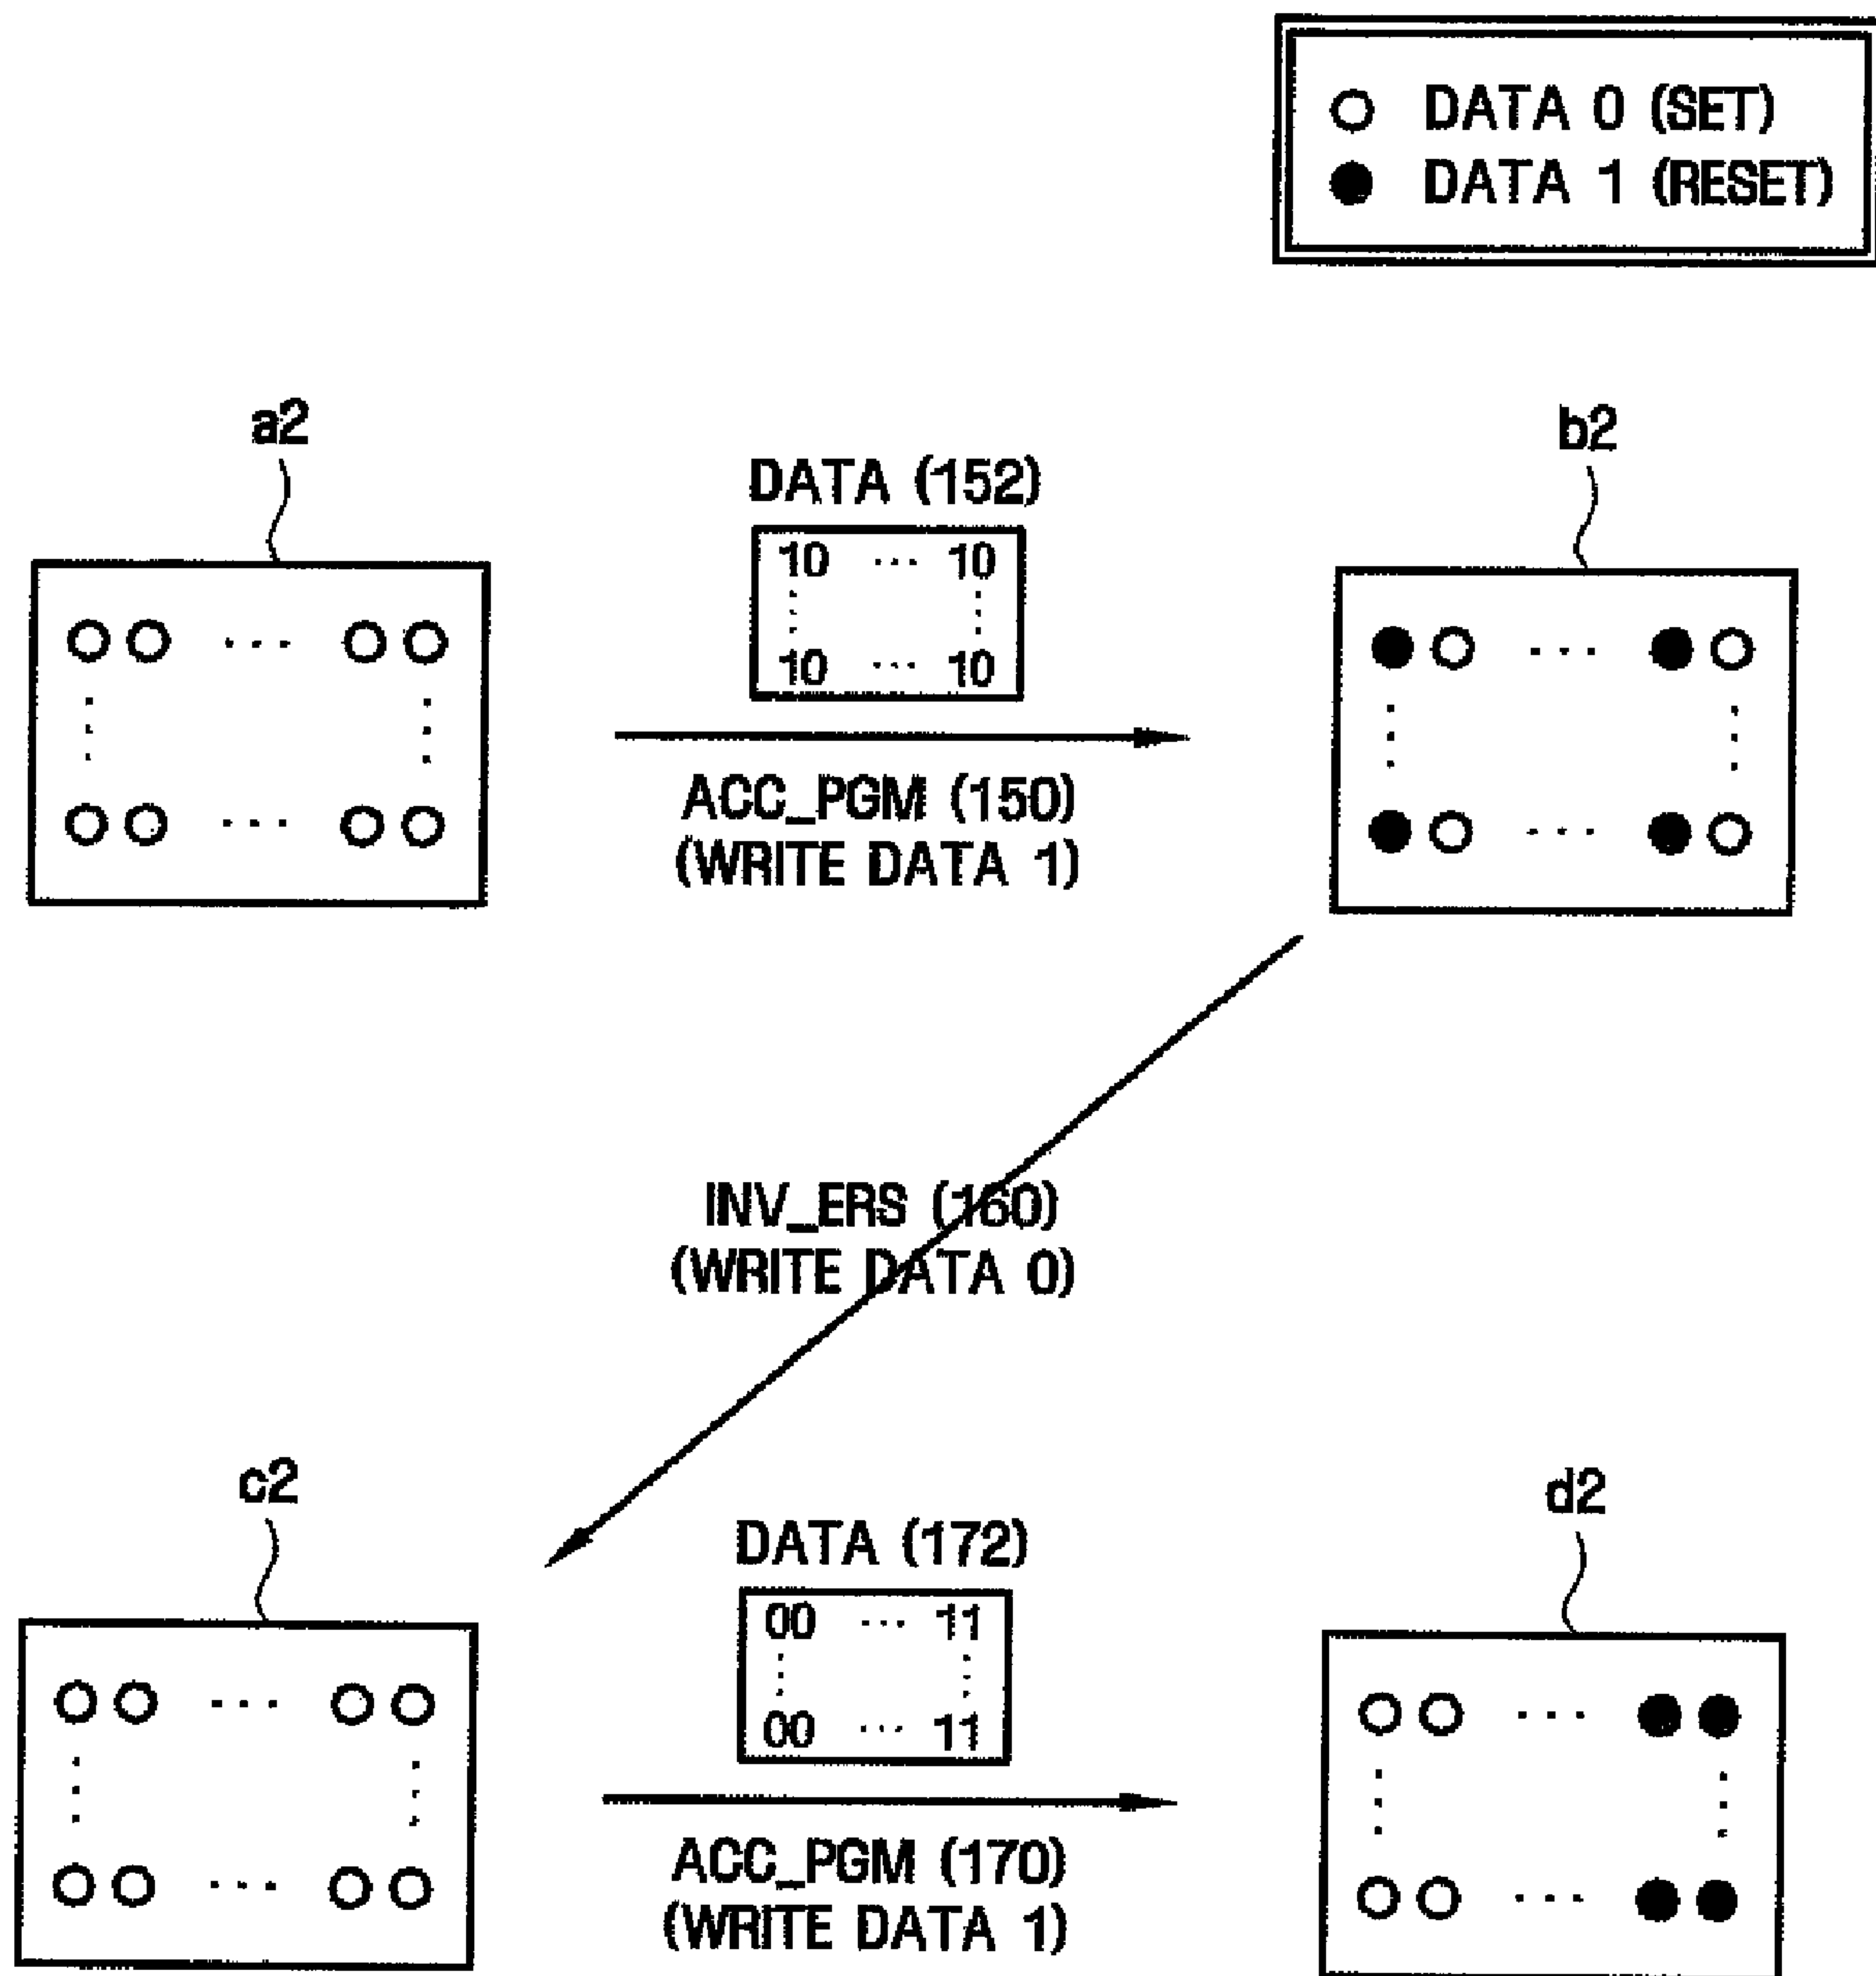 DATA 0 (SET)
DATA 1 (RESET)
a2
b2
DATA (152)
10 ··· 10
10 ··· 10
ACC_PGM (150)
(WRITE DATA 1)
INV_ERS (160)
(WRITE DATA 0)
c2
d2
DATA (172)
00 ··· 11
00 ··· 11
ACC_PGM (170)
(WRITE DATA 1)